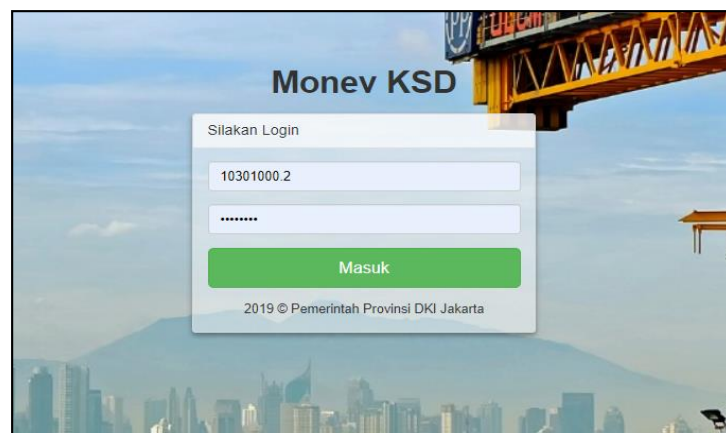 Monev KSD
Silakan Login
10301000.2
••••••••
Masuk
2019 © Pemerintah Provinsi DKI Jakarta